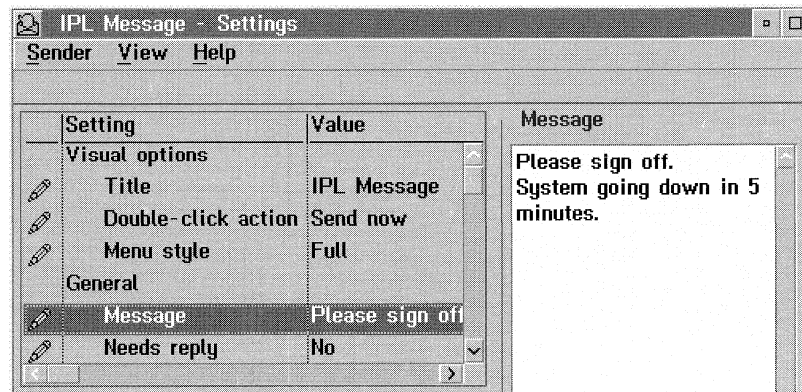 IPL Message - Settings
Sender View Help
Setting Value
Visual options
Title IPL Message
Double-click action Send now
Menu style Full
General
Message Please sign off
Needs reply No
Message
Please sign off.
System going down in 5
minutes.